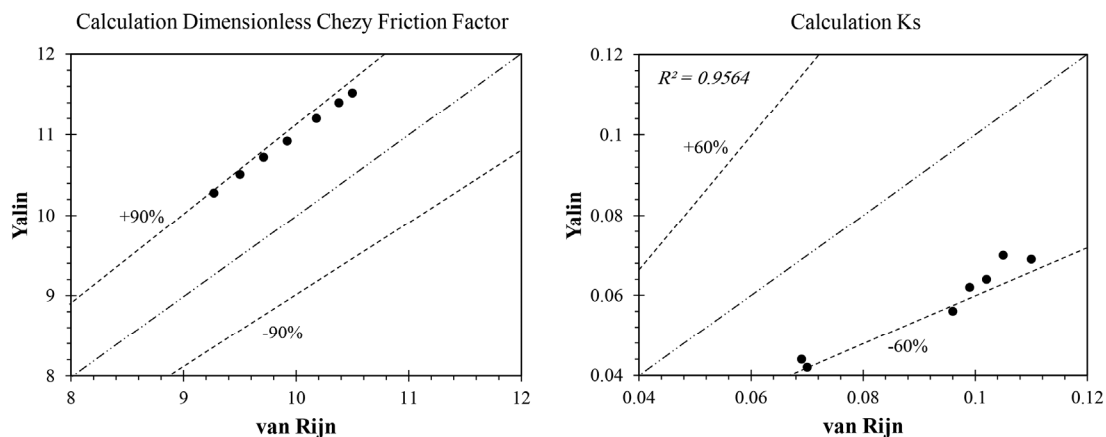 Calculation Dimensionless Chezy Friction Factor
12
11
10
9
8
Yalin
+90%
-90%
8 9 10 11 12
van Rijn
Calculation Ks
0.12
0.1
0.08
0.06
0.04
Yalin
R² = 0.9564
+60%
-60%
0.04 0.06 0.08 0.1 0.12
van Rijn